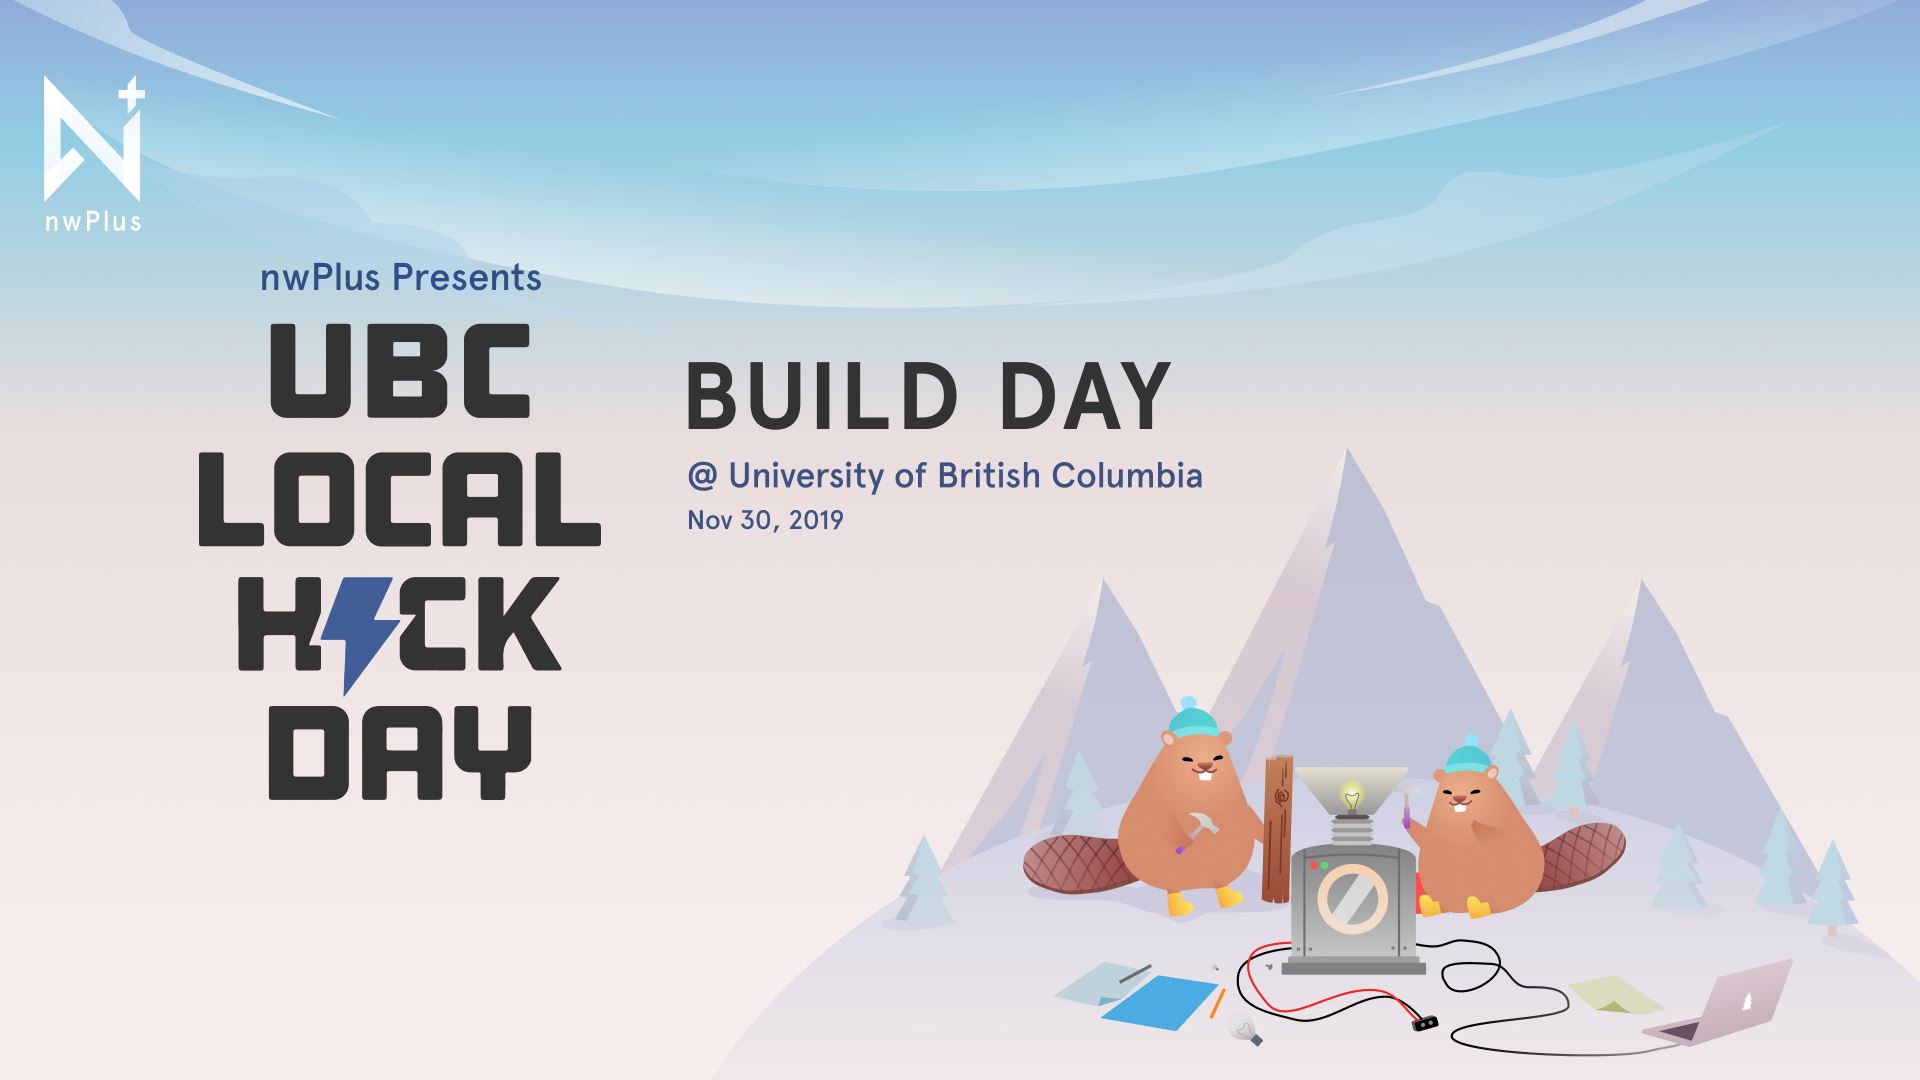 nwPlus
nwPlus Presents
UBC
LOCAL
HACK
DAY
BUILD DAY
@ University of British Columbia
Nov 30, 2019